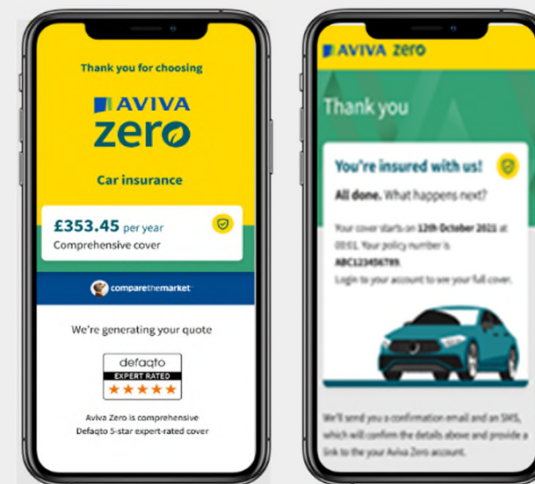 Thank you for choosing
AVIVA
zero
Car insurance
£353.45 per year
Comprehensive cover
comparethemarket
We're generating your quote
defaqto
EXPERT RATED
Aviva Zero is comprehensive
Defaqto 5-star expert-rated cover
AVIVA zero
Thank you
You're insured with us!
All done. What happens next?
Your cover starts on 12th October 2021 at
00:01. Your policy number is
ABC123456789.
Login to your account to see your full cover.
We'll send you a confirmation email and an SMS,
which will confirm the details above and provide a
link to the your Aviva Zero account.